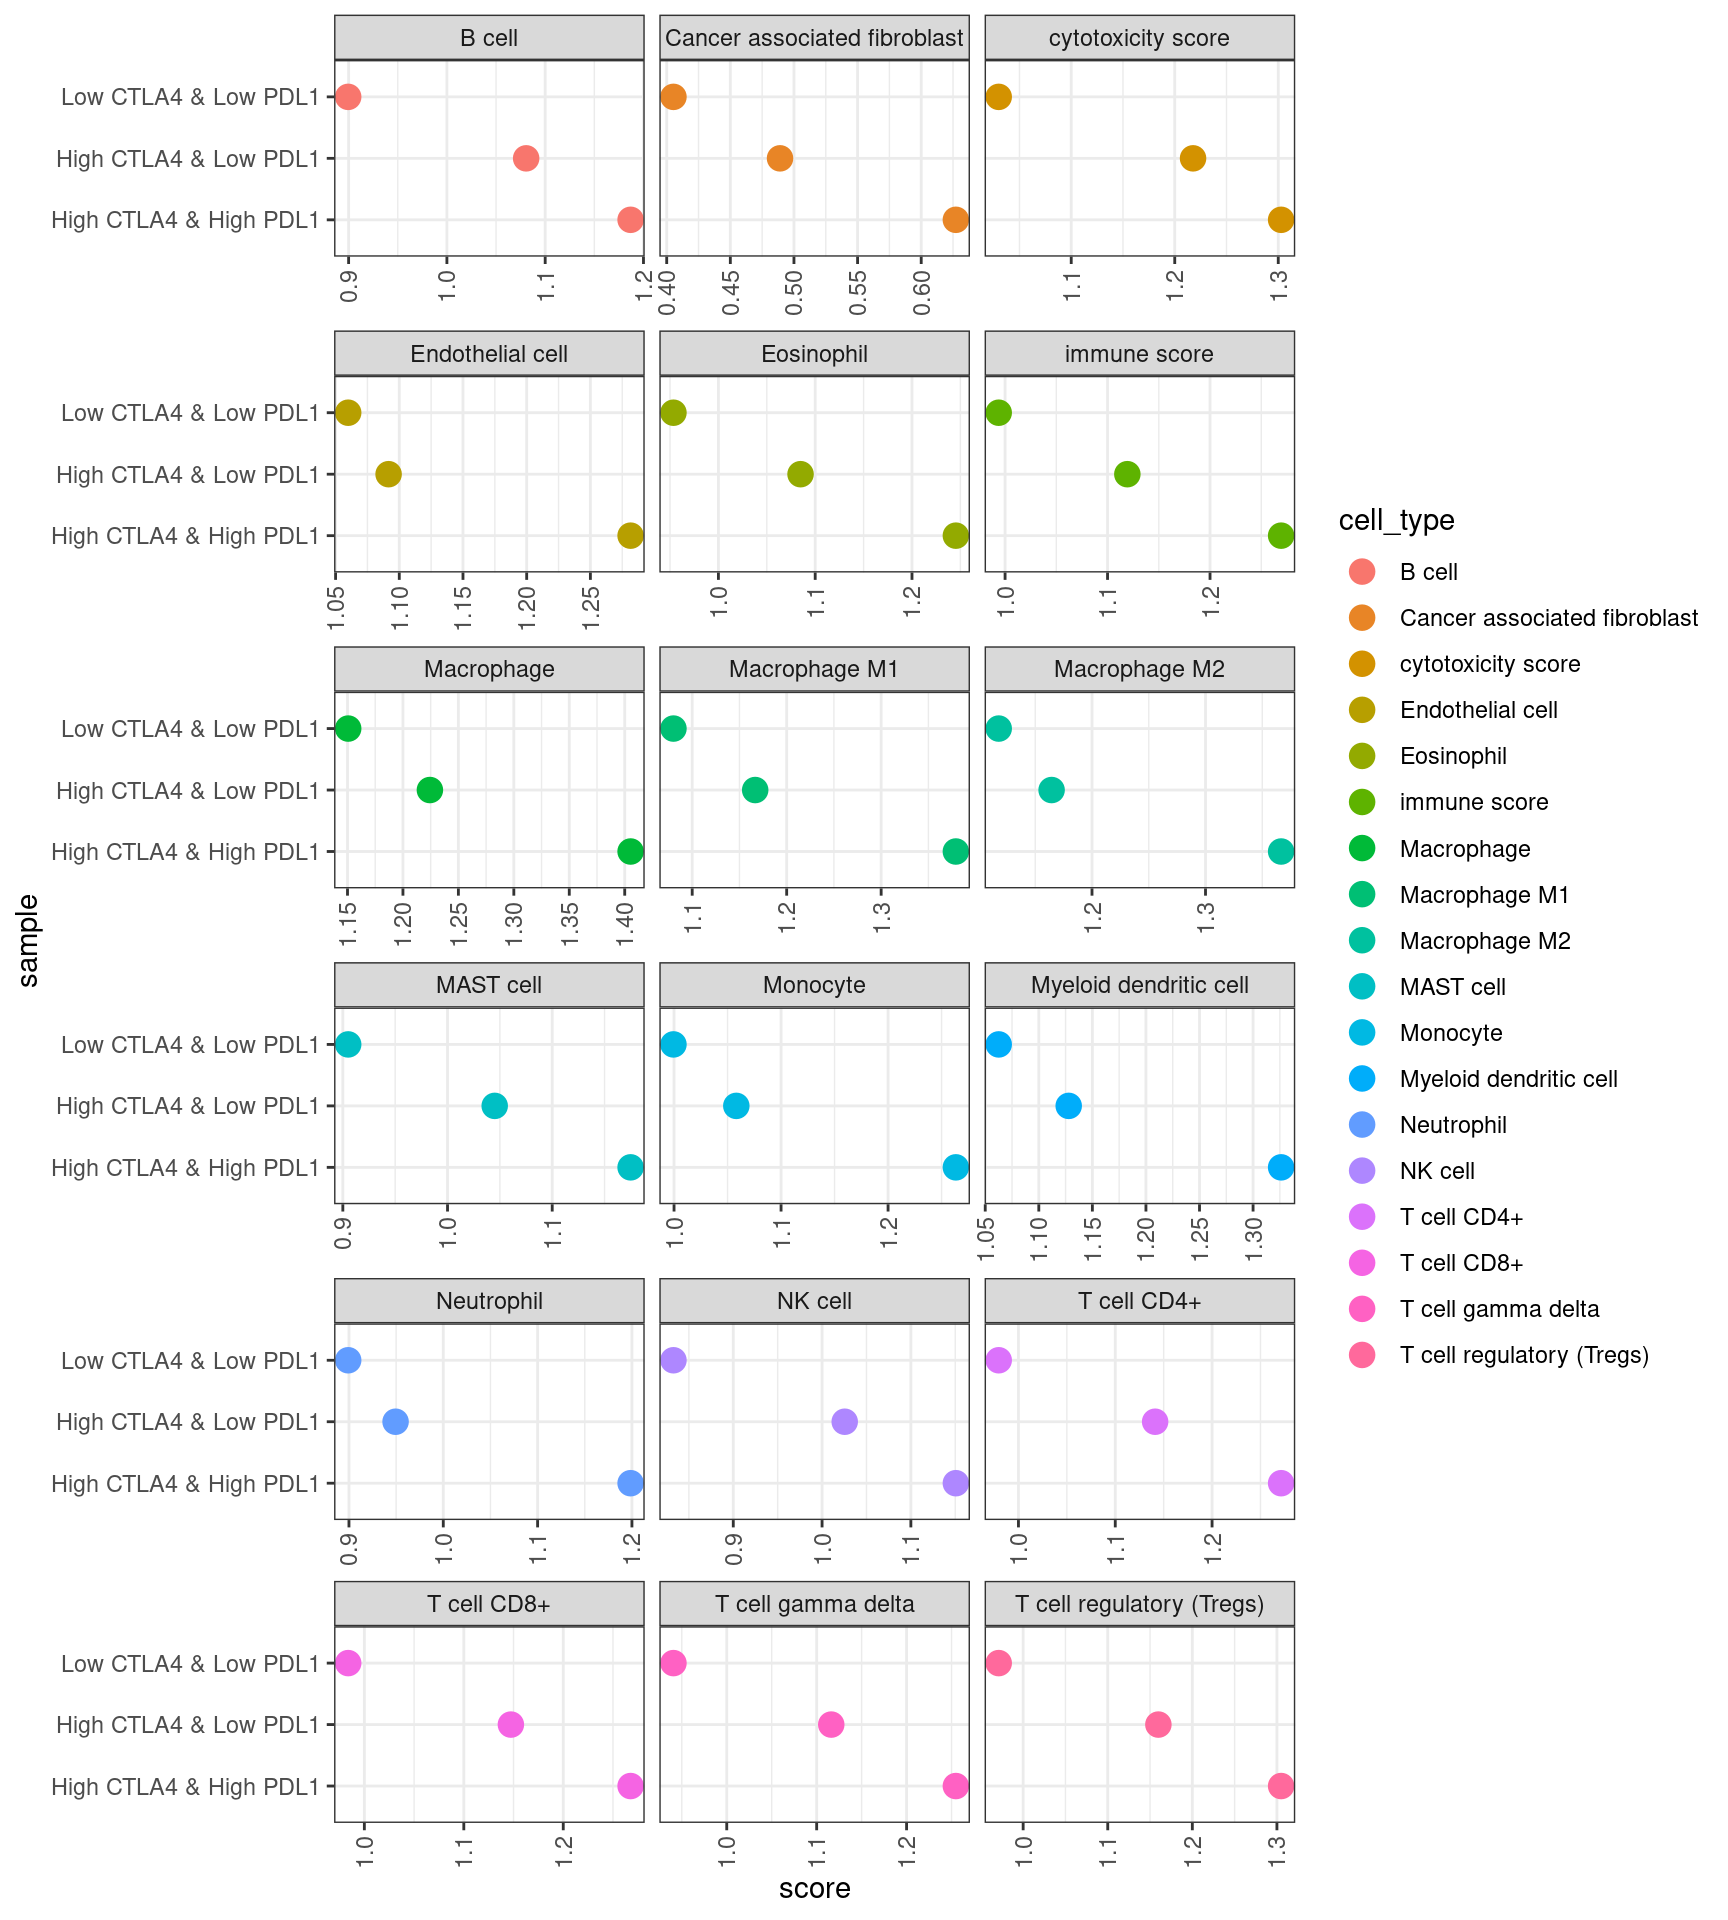 B cell
Cancer associated fibroblast
cytotoxicity score
Low CTLA4 & Low PDL1
High CTLA4 & Low PDL1
High CTLA4 & High PDL1
0.9 1.0 1.1 1.2
0.40 0.45 0.50 0.55 0.60
1.1 1.2 1.3
Endothelial cell
Eosinophil
immune score
Low CTLA4 & Low PDL1
High CTLA4 & Low PDL1
High CTLA4 & High PDL1
1.05 1.10 1.15 1.20 1.25
1.0 1.1 1.2
1.0 1.1 1.2
Macrophage
Macrophage M1
Macrophage M2
Low CTLA4 & Low PDL1
High CTLA4 & Low PDL1
High CTLA4 & High PDL1
1.15 1.20 1.25 1.30 1.35 1.40
1.1 1.2 1.3
1.2 1.3
MAST cell
Monocyte
Myeloid dendritic cell
Low CTLA4 & Low PDL1
High CTLA4 & Low PDL1
High CTLA4 & High PDL1
0.9 1.0 1.1
1.0 1.1 1.2
1.05 1.10 1.15 1.20 1.25 1.30
Neutrophil
NK cell
T cell CD4+
Low CTLA4 & Low PDL1
High CTLA4 & Low PDL1
High CTLA4 & High PDL1
0.9 1.0 1.1 1.2
0.9 1.0 1.1
1.0 1.1 1.2
T cell CD8+
T cell gamma delta
T cell regulatory (Tregs)
Low CTLA4 & Low PDL1
High CTLA4 & Low PDL1
High CTLA4 & High PDL1
1.0 1.1 1.2
1.0 1.1 1.2
1.0 1.1 1.2 1.3
score
sample
cell_type
B cell
Cancer associated fibroblast
cytotoxicity score
Endothelial cell
Eosinophil
immune score
Macrophage
Macrophage M1
Macrophage M2
MAST cell
Monocyte
Myeloid dendritic cell
Neutrophil
NK cell
T cell CD4+
T cell CD8+
T cell gamma delta
T cell regulatory (Tregs)